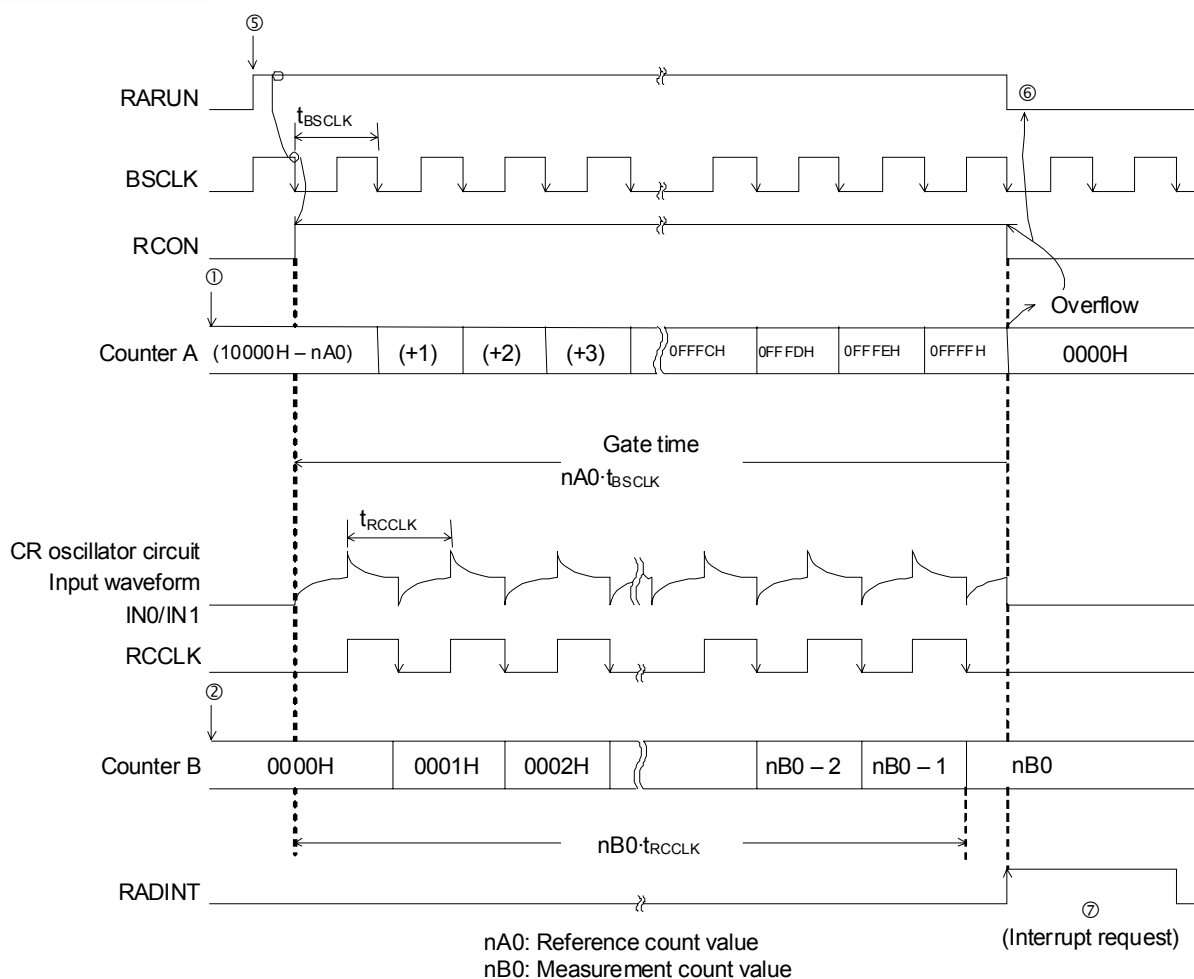 ⑤
RARUN
⑥
tBSCLK
BSCLK
RCON
①
Overflow
Counter A (10000H – nA0) (+1) (+2) (+3) 0FFFCH 0FFFDH 0FFFEH 0FFFFH 0000H
Gate time
nA0·tBSCLK
tRCCLK
CR oscillator circuit
Input waveform
IN0/IN1
RCCLK
②
Counter B 0000H 0001H 0002H nB0 – 2 nB0 – 1 nB0
nB0·tRCCLK
RADINT
⑦
(Interrupt request)
nA0: Reference count value
nB0: Measurement count value